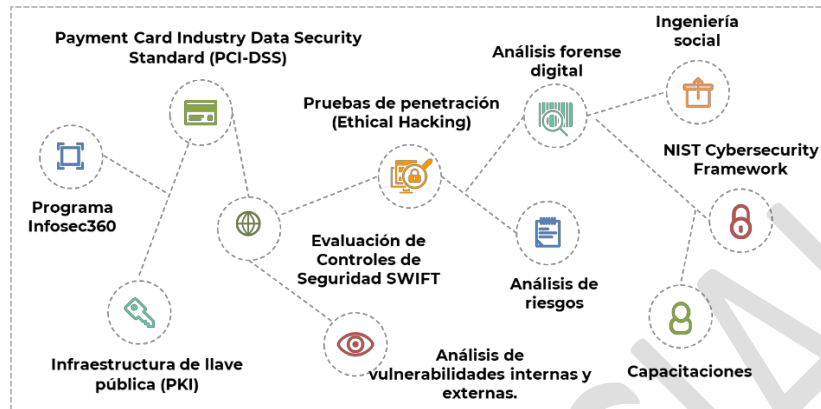 Payment Card Industry Data Security
Standard (PCI-DSS)
Ingeniería
social
Análisis forense
digital
Pruebas de penetración
(Ethical Hacking)
NIST Cybersecurity
Framework
Programa
Infosec360
Evaluación de
Controles de
Seguridad SWIFT
Análisis de
riesgos
Infraestructura de llave
pública (PKI)
Análisis de
vulnerabilidades internas y
externas.
Capacitaciones